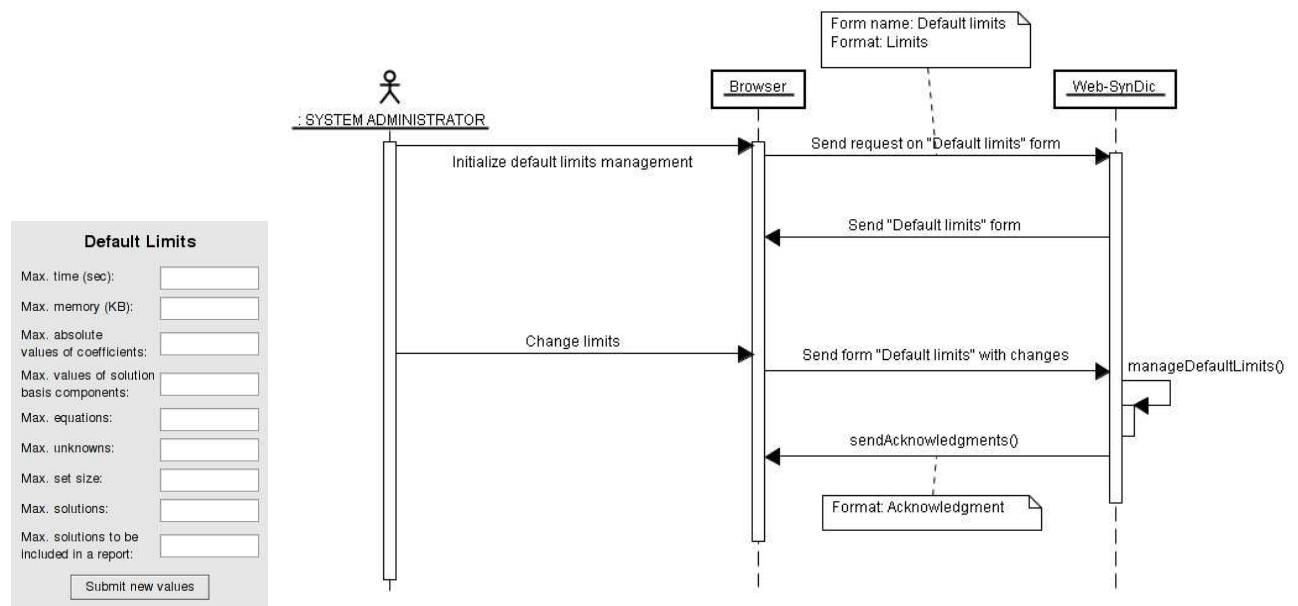 Default Limits
Max. time (sec):
Max. memory (KB):
Max. absolute
values of coefficients:
Max. values of solution
basis components:
Max. equations:
Max. unknowns:
Max. set size:
Max. solutions:
Max. solutions to be
included in a report:
Submit new values
Form name: Default limits
Format: Limits
: SYSTEM ADMINISTRATOR
Browser
Web-SynDic
Initialize default limits management
Send request on "Default limits" form
Send "Default limits" form
Change limits
Send form "Default limits" with changes
manageDefaultLimits()
sendAcknowledgments()
Format: Acknowledgment